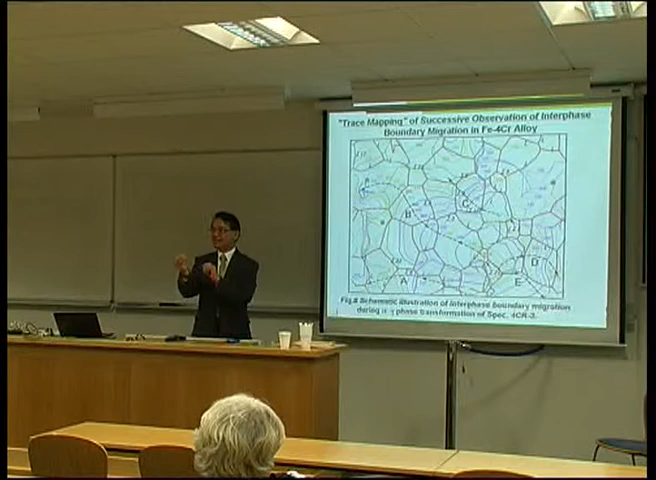 "Trace Mapping" of Successive Observation of Interphase
Boundary Migration in Fe-4Cr Alloy
B
C
A
D
E
Fig.8 Schematic illustration of interphase boundary migration
during phase transformation of Spec. 4CR-3.